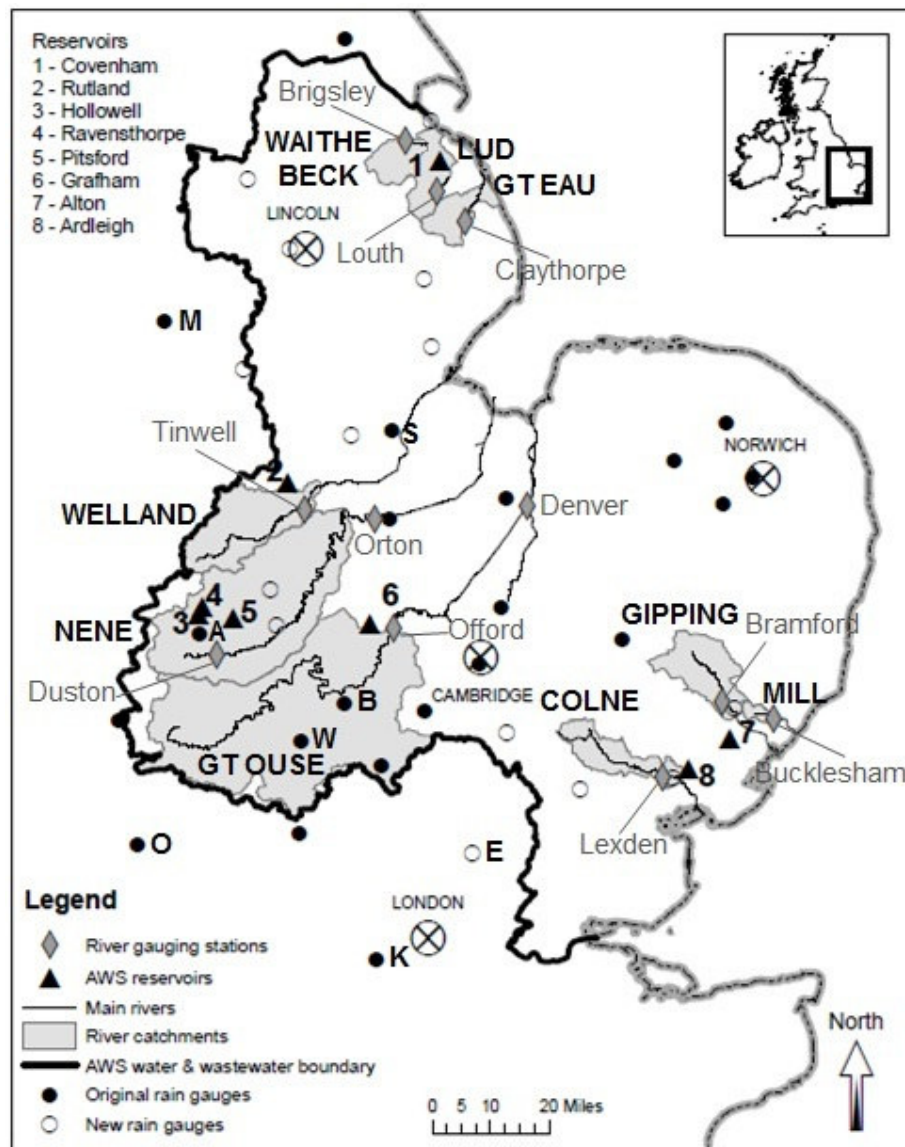 Reservoirs
1 - Covenham
2 - Rutland
3 - Hollowell
4 - Ravensthorpe
5 - Pitsford
6 - Grafham
7 - Alton
8 - Ardleigh
Brigsley
WAITHE
BECK
1
LUD
GT EAU
LINCOLN
Louth
Claythorpe
M
Tinwell
S
NORWICH
2
WELLAND
Orton
Denver
4
3
5
A
6
NENE
Offord
GIPPING
Bramford
Duston
CAMBRIDGE
COLNE
MILL
B
W
GT OUSE
7
8
Bucklesham
Lexden
O
E
LONDON
K
Legend
River gauging stations
AWS reservoirs
Main rivers
River catchments
AWS water & wastewater boundary
Original rain gauges
New rain gauges
North
0 5 10 20 Miles